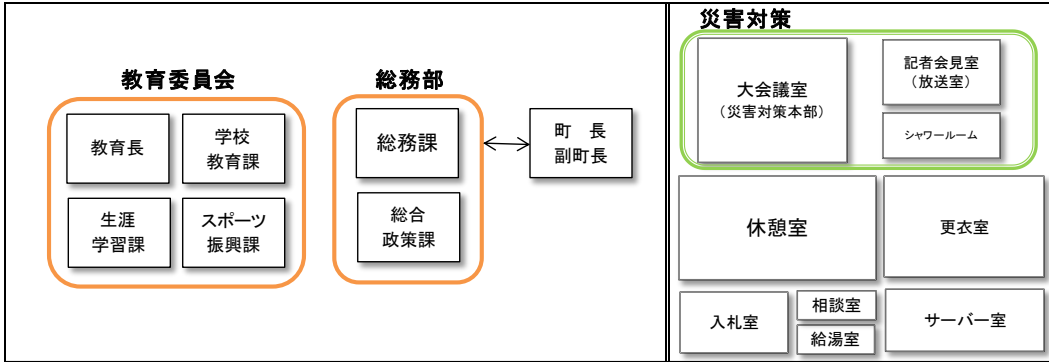 教育委員会
教育長
学校
教育課
生涯
学習課
スポーツ
振興課
総務部
総務課
総合
政策課
町　長
副町長
災害対策
大会議室
（災害対策本部）
記者会見室
（放送室）
シャワールーム
休憩室
更衣室
入札室
相談室
給湯室
サーバー室